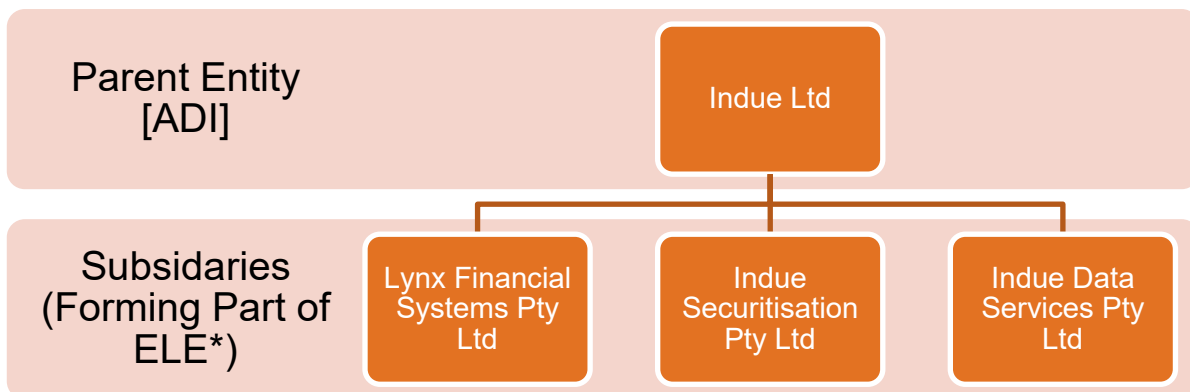 Parent Entity
[ADI]
Indue Ltd
Subsidaries
(Forming Part of
ELE*)
Lynx Financial
Systems Pty
Ltd
Indue
Securitisation
Pty Ltd
Indue Data
Services Pty
Ltd